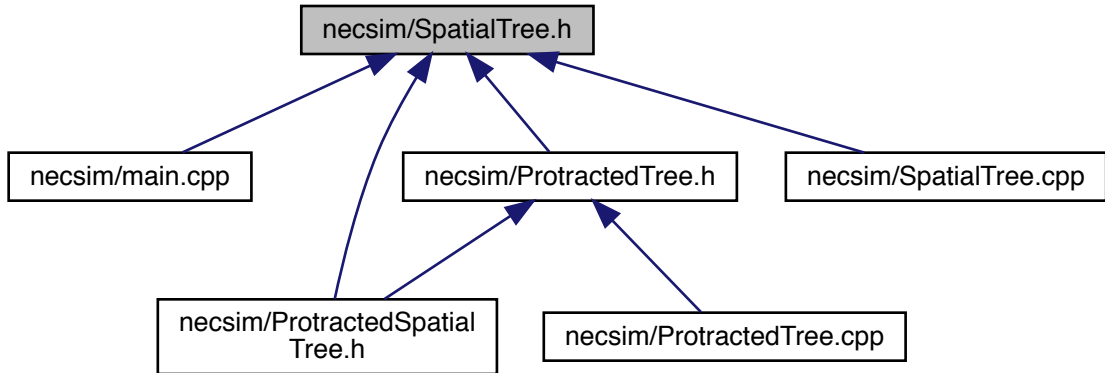 necsim/SpatialTree.h
necsim/main.cpp
necsim/ProtractedTree.h
necsim/SpatialTree.cpp
necsim/ProtractedSpatial
Tree.h
necsim/ProtractedTree.cpp